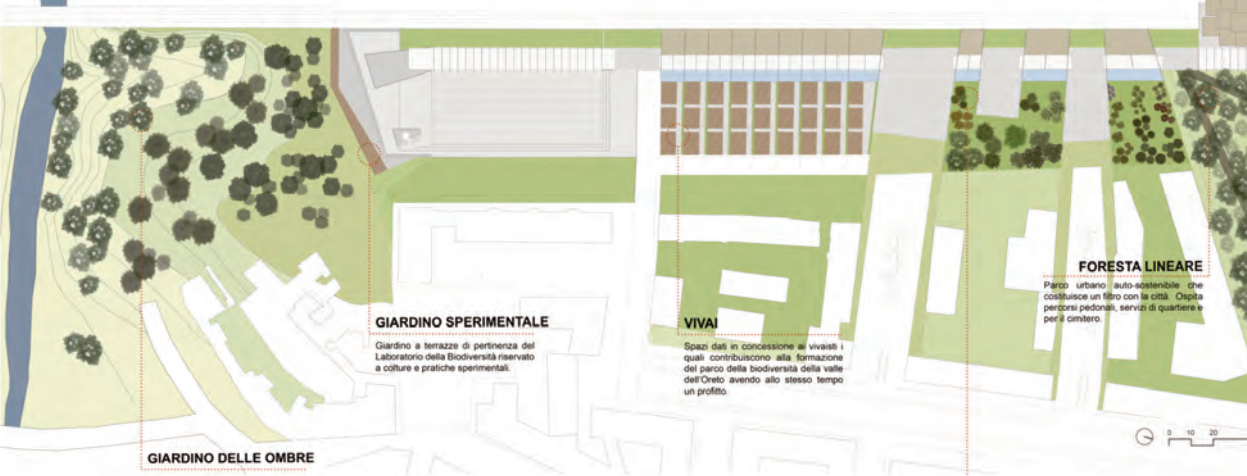 GIARDINO SPERIMENTALE
Giardino a terrazze di pertinenza del
Laboratorio della Biodiversità riservato
a colture e pratiche sperimentali.
VIVAI
Spazi dati in concessione ai vivaisti i
quali contribuiscono alla formazione
del parco della biodiversità della valle
dell'Oreto avendo allo stesso tempo
un profitto.
FORESTA LINEARE
Parco urbano auto-sostenibile che
costituisce un filtro con la città. Ospita
percorsi pedonali, servizi di quartiere e
per il cimitero.
GIARDINO DELLE OMBRE
0 10 20